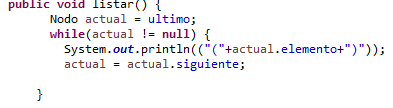 public void listar() {
Nodo actual = ultimo;
while(actual != null) {
System.out.println(("("+actual.elemento+")"));
actual = actual.siguiente;
}